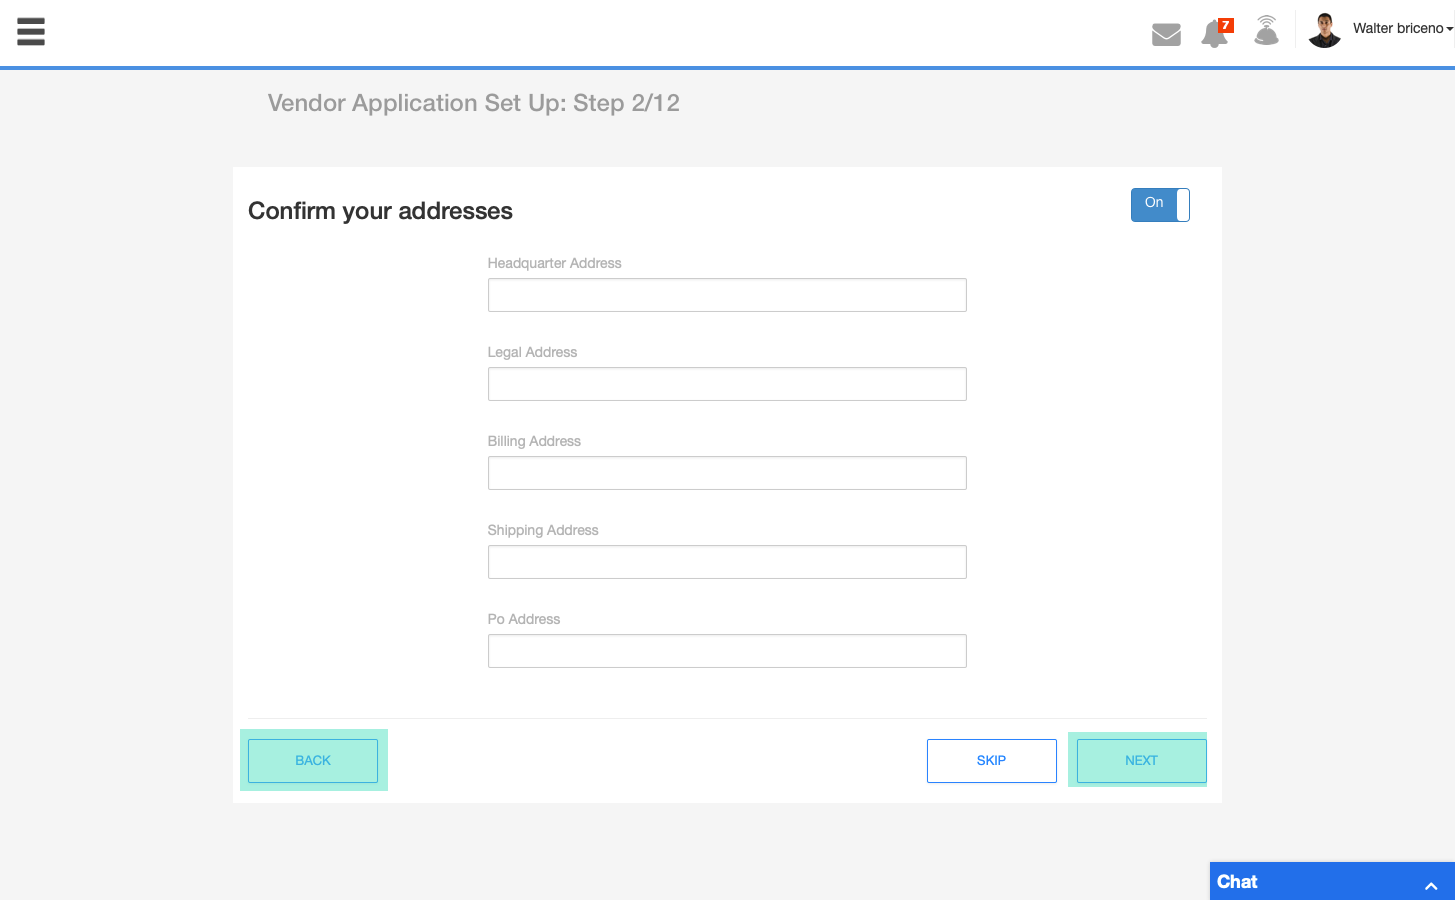 7
Walter briceno
Vendor Application Set Up: Step 2/12
Confirm your addresses
On
Headquarter Address
Legal Address
Billing Address
Shipping Address
Po Address
BACK
SKIP
NEXT
Chat